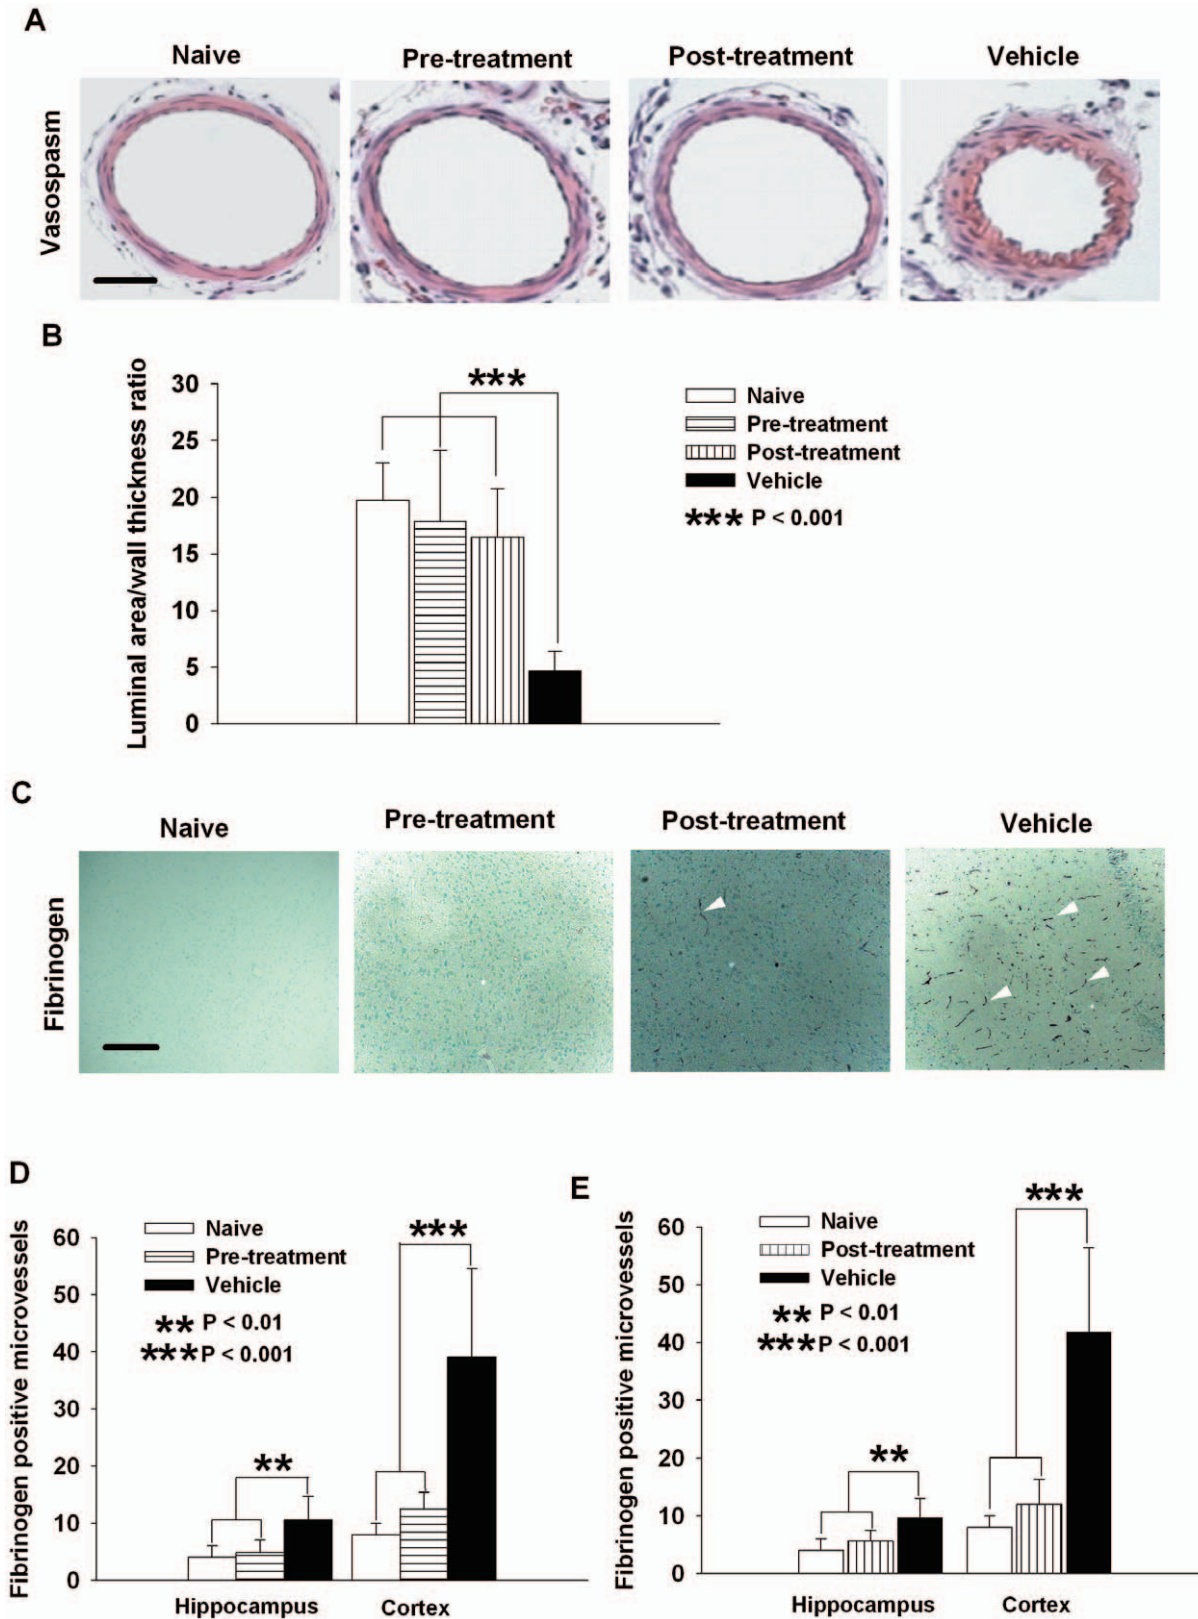 A
Naive
Pre-treatment
Post-treatment
Vehicle
Vasospasm
B
Luminal area/wall thickness ratio
30
25
20
15
10
5
0
***
Naive
Pre-treatment
Post-treatment
Vehicle
*** P < 0.001
C
Naive
Pre-treatment
Post-treatment
Vehicle
Fibrinogen
D
Fibrinogen positive microvessels
60
50
40
30
20
10
0
Naive
Pre-treatment
Vehicle
** P < 0.01
*** P < 0.001
**
***
Hippocampus
Cortex
E
Fibrinogen positive microvessels
60
50
40
30
20
10
0
Naive
Post-treatment
Vehicle
** P < 0.01
*** P < 0.001
**
***
Hippocampus
Cortex